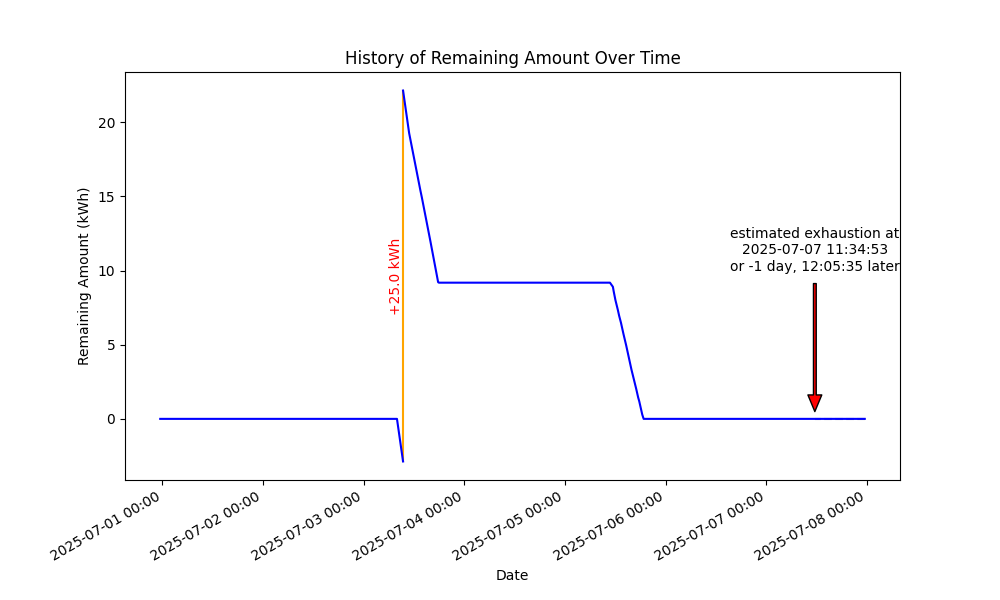 History of Remaining Amount Over Time
Remaining Amount (kWh)
20
15
10
5
0
+25.0 kWh
estimated exhaustion at
2025-07-07 11:34:53
or -1 day, 12:05:35 later
2025-07-01 00:00
2025-07-02 00:00
2025-07-03 00:00
2025-07-04 00:00
2025-07-05 00:00
2025-07-06 00:00
2025-07-07 00:00
2025-07-08 00:00
Date